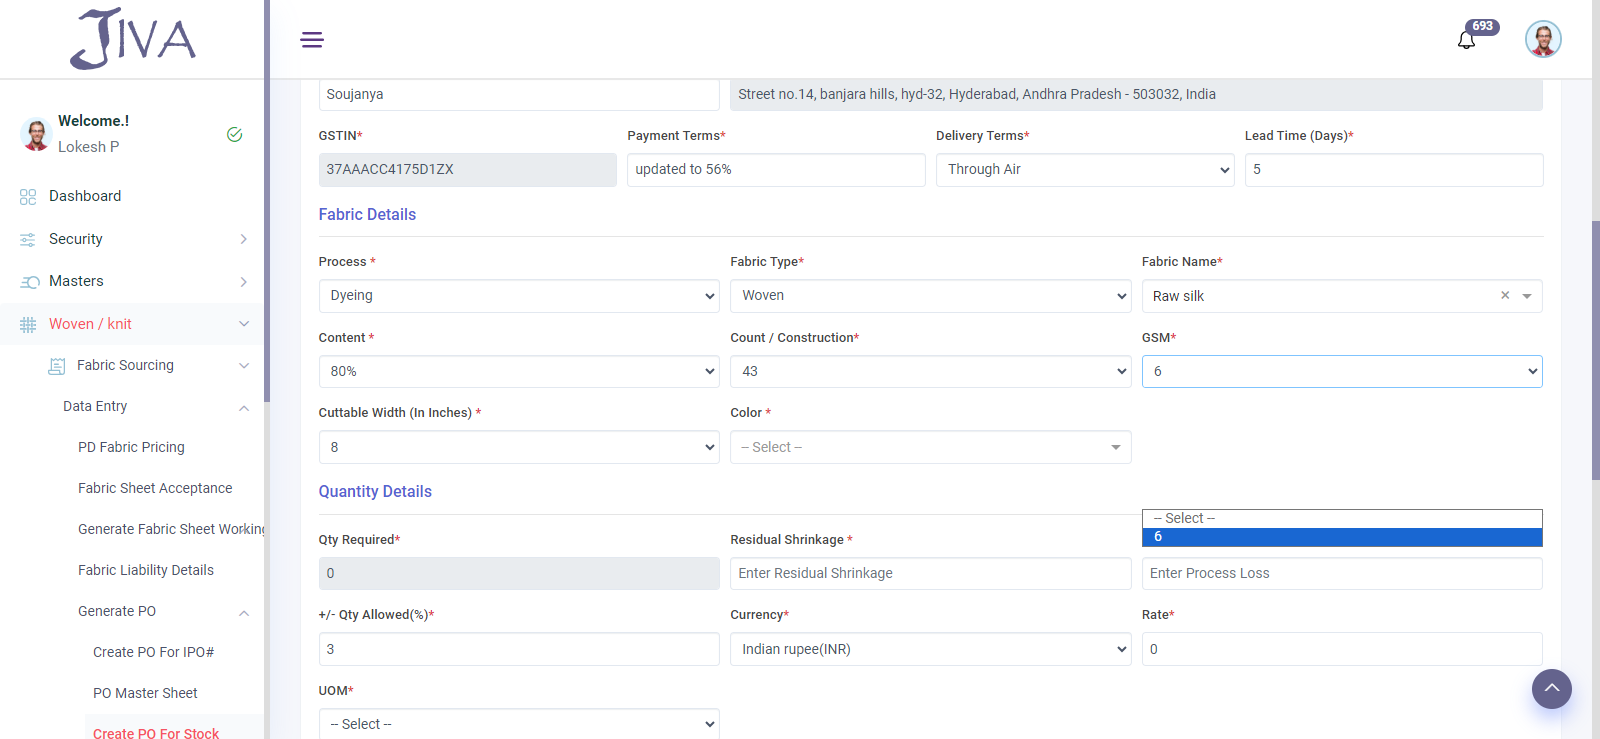 JIVA
693
Welcome.!
Lokesh P
Dashboard
Security
Masters
Woven / knit
Fabric Sourcing
Data Entry
PD Fabric Pricing
Fabric Sheet Acceptance
Generate Fabric Sheet Working
Fabric Liability Details
Generate PO
Create PO For IPO#
PO Master Sheet
Create PO For Stock
Soujanya
Street no.14, banjara hills, hyd-32, Hyderabad, Andhra Pradesh - 503032, India
GSTIN* Payment Terms* Delivery Terms* Lead Time (Days)*
37AAACC4175D1ZX updated to 56% Through Air 5
Fabric Details
Process * Fabric Type* Fabric Name*
Dyeing Woven Raw silk ×
Content * Count / Construction* GSM*
80% 43 6
Cuttable Width (In Inches) * Color *
8 -- Select --
Quantity Details
-- Select --
6
Qty Required* Residual Shrinkage *
0 Enter Residual Shrinkage Enter Process Loss
+/- Qty Allowed(%)* Currency* Rate*
3 Indian rupee(INR) 0
UOM*
-- Select --